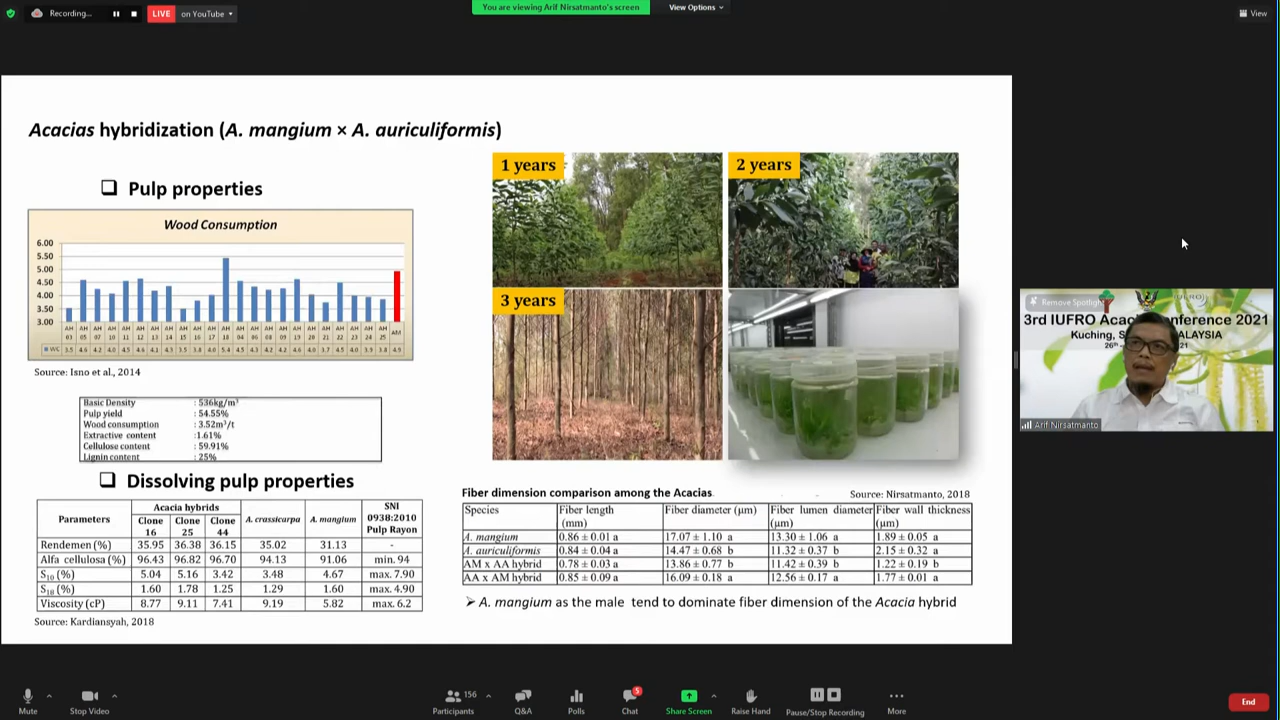 Recording...
LIVE on YouTube
You are viewing Arif Nirsatmanto's screen
View Options
View
Acacias hybridization (A. mangium × A. auriculiformis)
Pulp properties
Wood Consumption
6.00
5.50
5.00
4.50
4.00
3.50
3.00
WC
Source: Isno et al., 2014
Basic Density : 536kg/m³
Pulp yield : 54.55%
Wood consumption : 3.52m³/t
Extractive content :1.61%
Cellulose content : 59.91%
Lignin content : 25%
Dissolving pulp properties
Parameters Acacia hybrids A. crassicarpa A. mangium SNI 0938:2010 Pulp Rayon
Clone 16 Clone 25 Clone 44
Rendemen (%) 35.95 36.38 36.15 35.02 31.13 -
Alfa cellulosa (%) 96.43 96.82 96.70 94.13 91.06 min. 94
S10 (%) 5.04 5.16 3.42 3.48 4.67 max. 7.90
S18 (%) 1.60 1.78 1.25 1.29 1.60 max. 4.90
Viscosity (cP) 8.77 9.11 7.41 9.19 5.82 max. 6.2
Source: Kardiansyah, 2018
1 years
2 years
3 years
Fiber dimension comparison among the Acacias
Source: Nirsatmanto, 2018
Species Fiber length (mm) Fiber diameter (µm) Fiber lumen diameter (µm) Fiber wall thickness (µm)
A. mangium 0.86 ± 0.01 a 17.07 ± 1.10 a 13.30 ± 1.06 a 1.89 ± 0.05 a
A. auriculiformis 0.84 ± 0.04 a 14.47 ± 0.68 b 11.32 ± 0.37 b 2.15 ± 0.32 a
AM x AA hybrid 0.78 ± 0.03 a 13.86 ± 0.77 b 11.42 ± 0.39 b 1.22 ± 0.19 b
AA x AM hybrid 0.85 ± 0.09 a 16.09 ± 0.18 a 12.56 ± 0.17 a 1.77 ± 0.01 a
A. mangium as the male tend to dominate fiber dimension of the Acacia hybrid
Remove Spotlight
3rd IUFRO Acac nference 2021
Kuching, S ALAYSIA
26th 21
Arif Nirsatmanto
Mute
Stop Video
156
Participants
Q&A
Polls
5
Chat
Share Screen
Raise Hand
Pause/Stop Recording
More
End